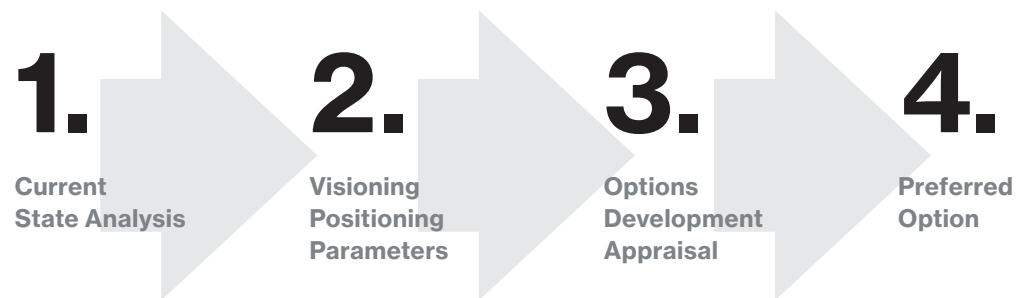 1.
Current
State Analysis
2.
Visioning
Positioning
Parameters
3.
Options
Development
Appraisal
4.
Preferred
Option